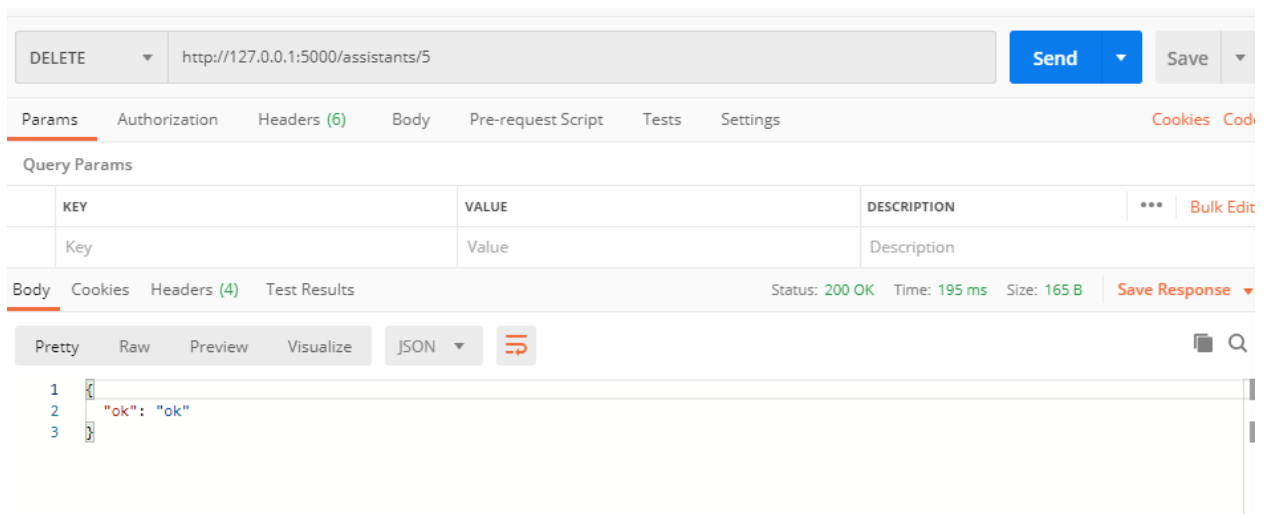 DELETE http://127.0.0.1:5000/assistants/5 Send Save
Params Authorization Headers (6) Body Pre-request Script Tests Settings Cookies Code
Query Params
KEY VALUE DESCRIPTION ••• Bulk Edit
Key Value Description
Body Cookies Headers (4) Test Results Status: 200 OK Time: 195 ms Size: 165 B Save Response
Pretty Raw Preview Visualize JSON
1 {
2 "ok": "ok"
3 }